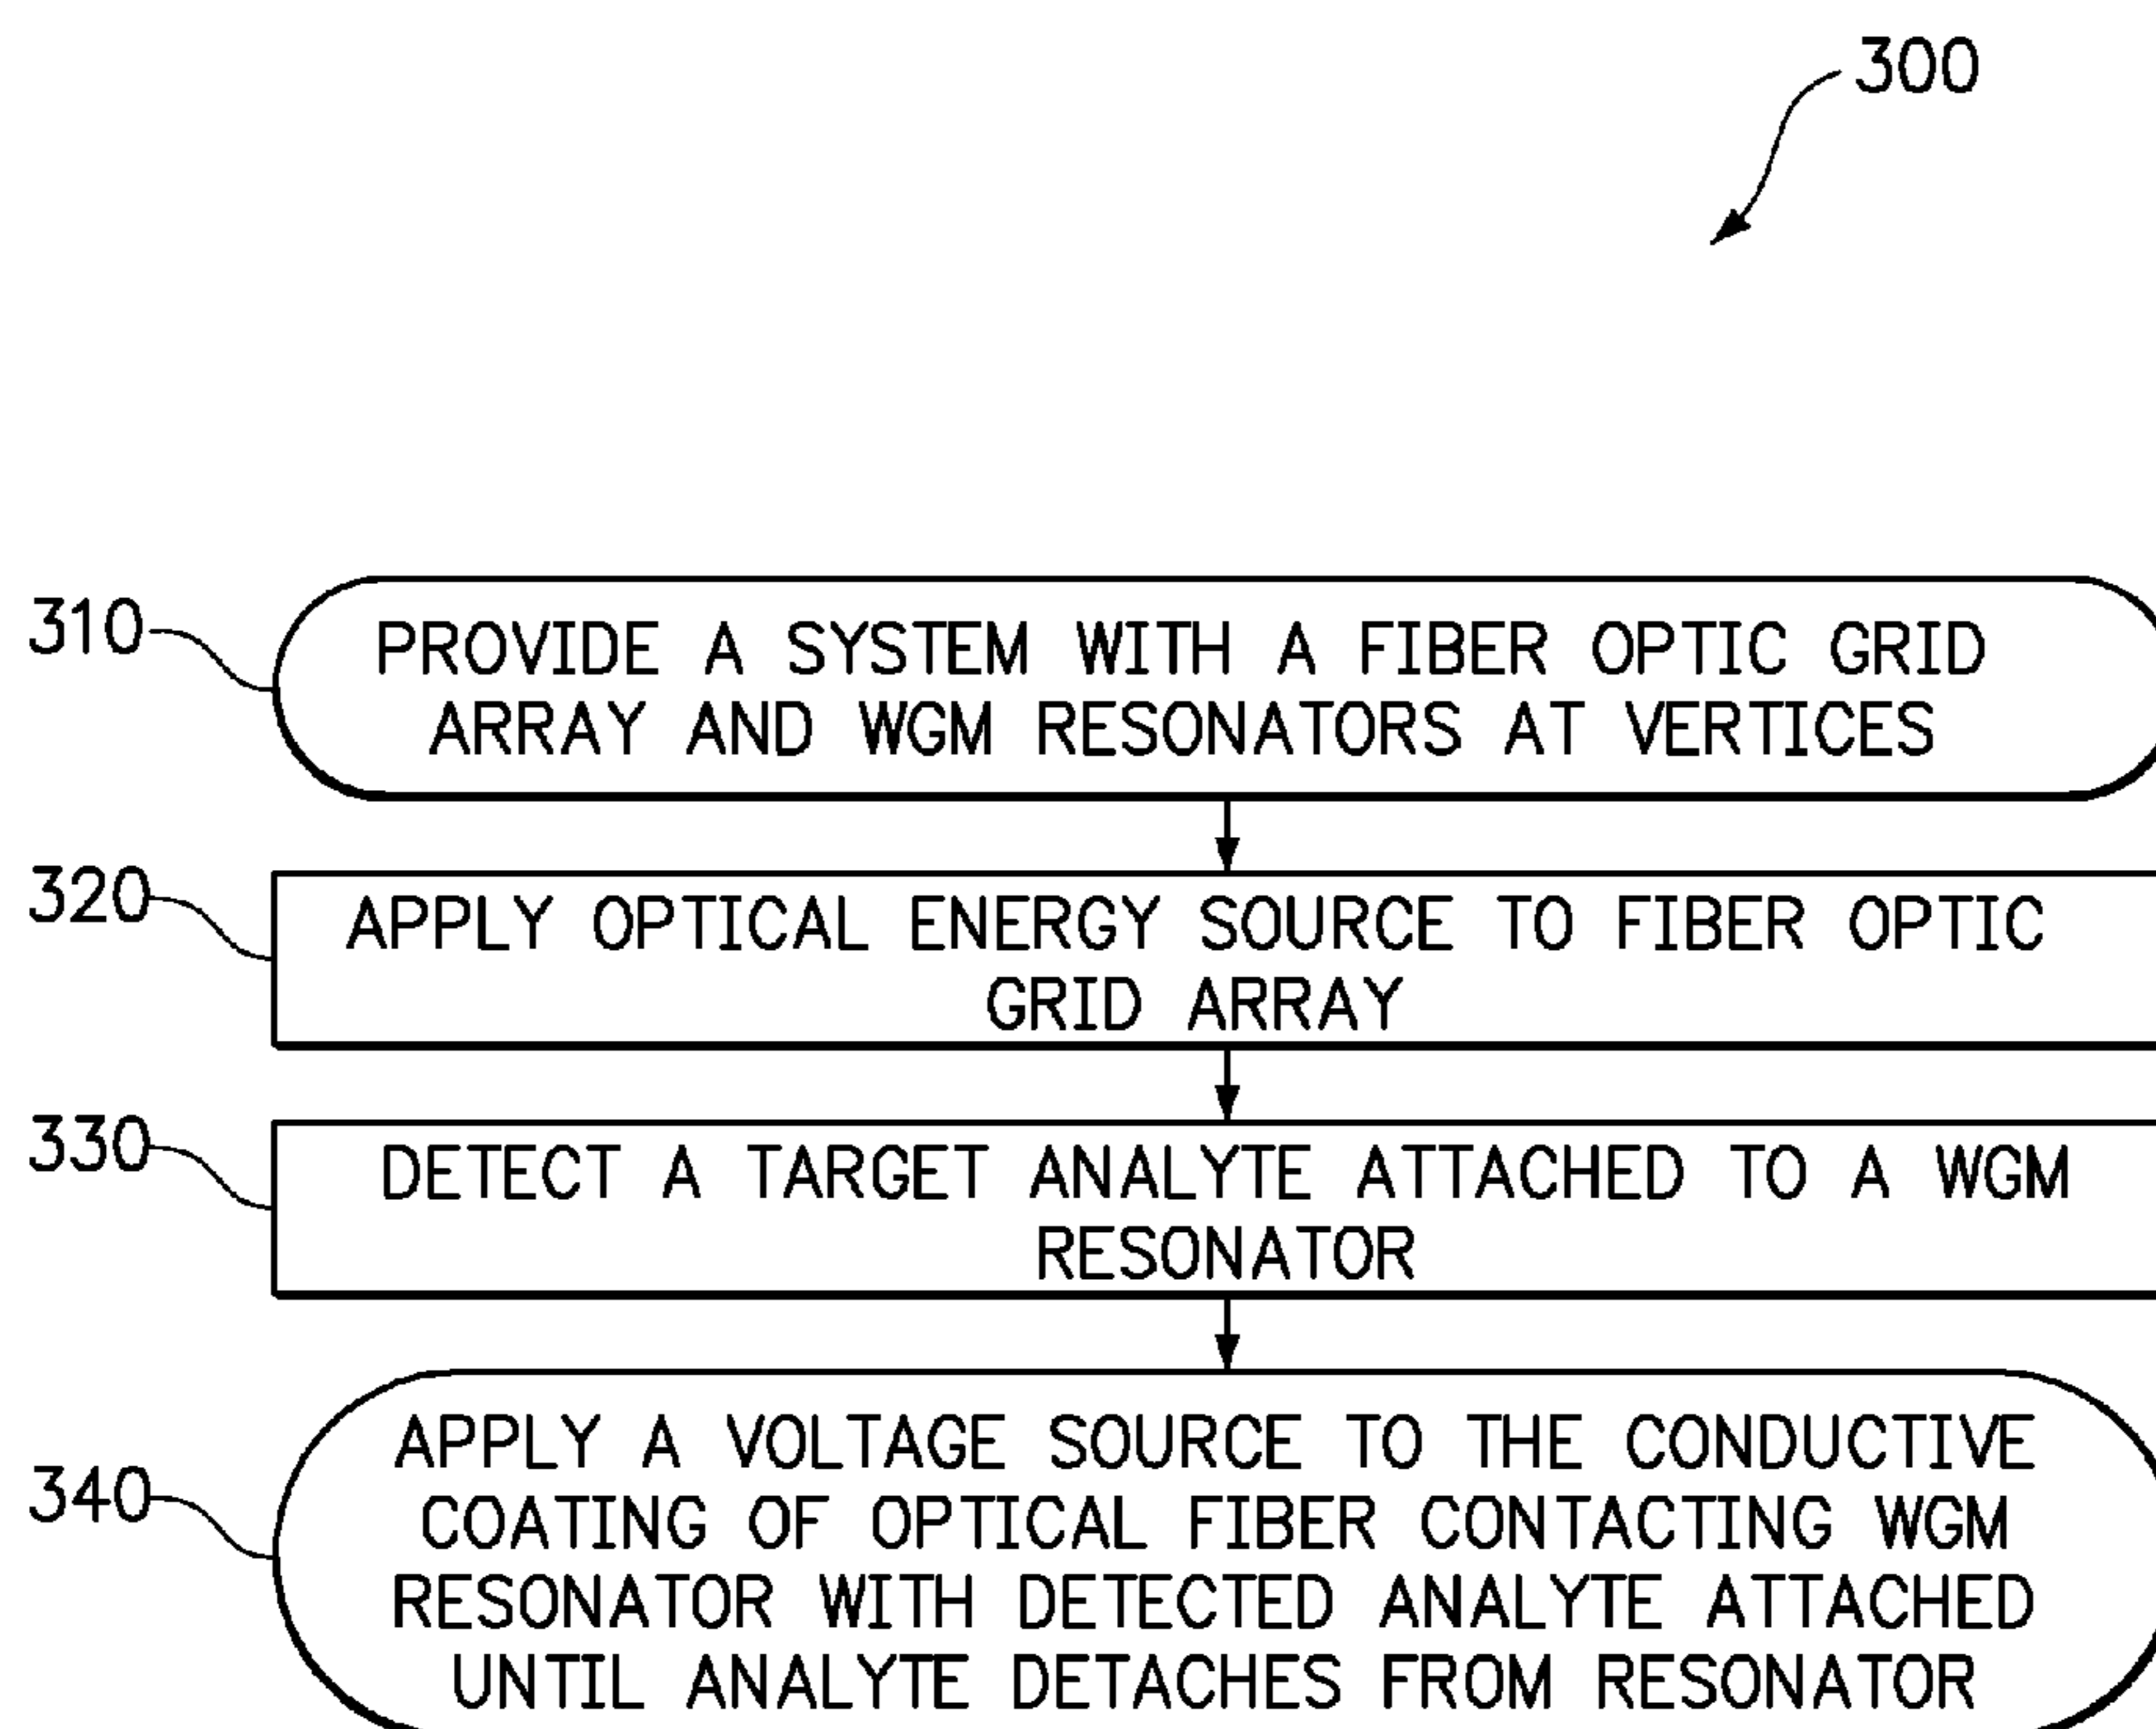 300
310
PROVIDE A SYSTEM WITH A FIBER OPTIC GRID
ARRAY AND WGM RESONATORS AT VERTICES
320
APPLY OPTICAL ENERGY SOURCE TO FIBER OPTIC
GRID ARRAY
330
DETECT A TARGET ANALYTE ATTACHED TO A WGM
RESONATOR
340
APPLY A VOLTAGE SOURCE TO THE CONDUCTIVE
COATING OF OPTICAL FIBER CONTACTING WGM
RESONATOR WITH DETECTED ANALYTE ATTACHED
UNTIL ANALYTE DETACHES FROM RESONATOR